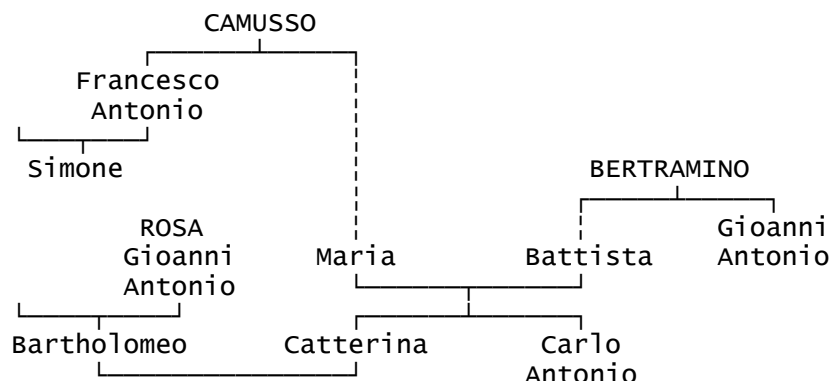 CAMUSSO
Francesco
Antonio
Simone
BERTRAMINO
ROSA
Gioanni
Gioanni
Maria
Battista
Antonio
Antonio
Bartholomeo
Catterina
Carlo
Antonio